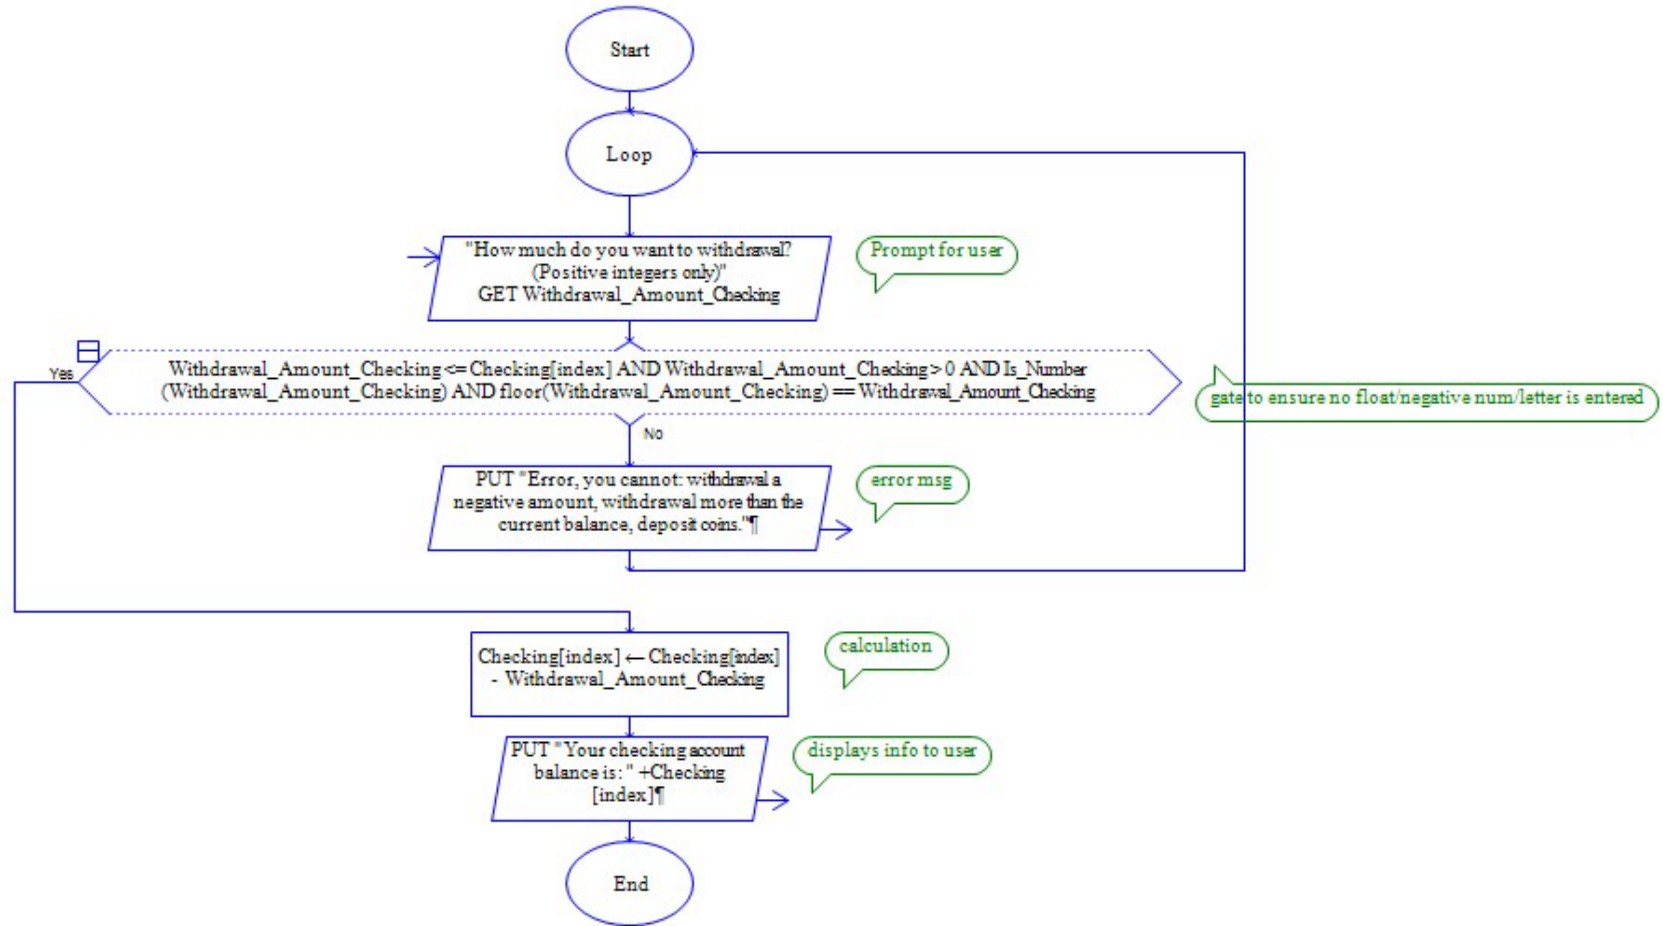 Start
Loop
"How much do you want to withdrawal?
(Positive integers only)"
GET Withdrawal_Amount_Checking
Prompt for user
Yes
Withdrawal_Amount_Checking <= Checking[index] AND Withdrawal_Amount_Checking > 0 AND Is_Number
(Withdrawal_Amount_Checking) AND floor(Withdrawal_Amount_Checking) == Withdrawal_Amount_Checking
gate to ensure no float/negative num/letter is entered
No
PUT "Error, you cannot: withdrawal a
negative amount, withdrawal more than the
current balance, deposit coins."¶
error msg
Checking[index] ← Checking[index]
- Withdrawal_Amount_Checking
calculation
PUT "Your checking account
balance is: " +Checking
[index]¶
displays info to user
End